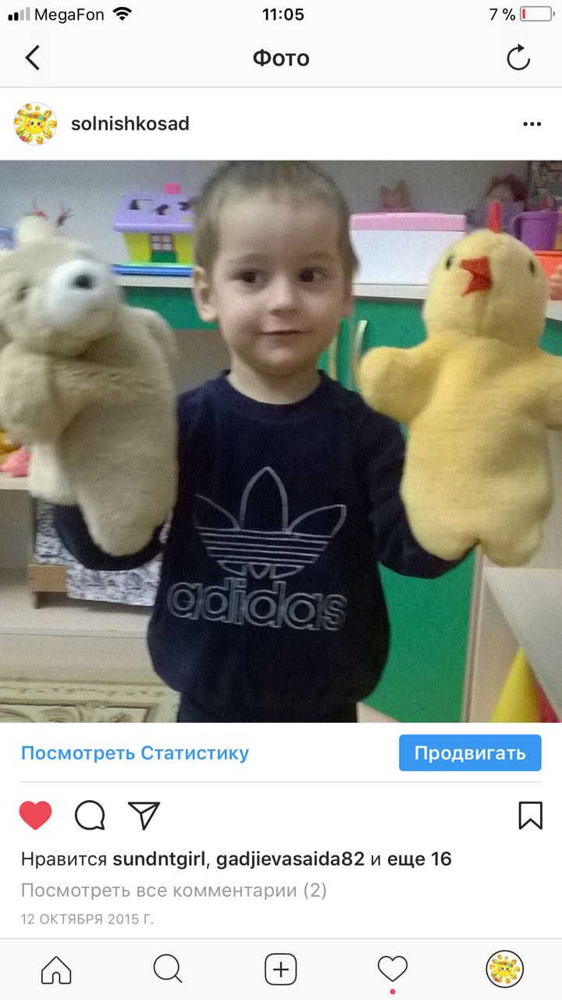 MegaFon 11:05 7 %
Фото
solnishkosad
adidas
Посмотреть Статистику Продвигать
Нравится sundntgirl, gadjievasaida82 и еще 16
Посмотреть все комментарии (2)
12 ОКТЯБРЯ 2015 Г.